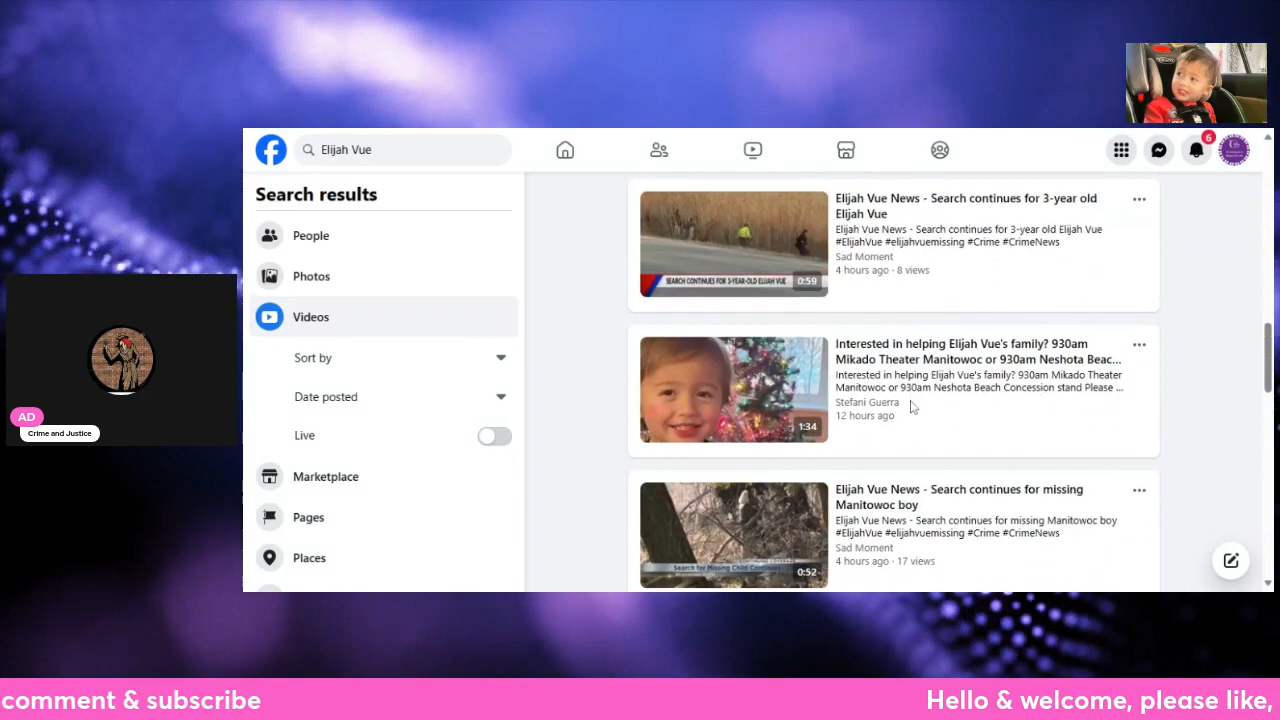 Elijah Vue
6
Search results
People
Photos
Videos
Sort by
Date posted
Live
Marketplace
Pages
Places
SEARCH CONTINUES FOR 3-YEAR-OLD ELIJAH VUE
0:59
Elijah Vue News - Search continues for 3-year old
Elijah Vue
Elijah Vue News - Search continues for 3-year old Elijah Vue
#ElijahVue #elijahvuemissing #Crime #CrimeNews
Sad Moment
4 hours ago · 8 views
1:34
Interested in helping Elijah Vue's family? 930am
Mikado Theater Manitowoc or 930am Neshota Beac...
Interested in helping Elijah Vue's family? 930am Mikado Theater
Manitowoc or 930am Neshota Beach Concession stand Please ...
Stefani Guerra
12 hours ago
Search for Missing Child Continues
0:52
Elijah Vue News - Search continues for missing
Manitowoc boy
Elijah Vue News - Search continues for missing Manitowoc boy
#ElijahVue #elijahvuemissing #Crime #CrimeNews
Sad Moment
4 hours ago · 17 views
AD
Crime and Justice
comment & subscribe
Hello & welcome, please like,